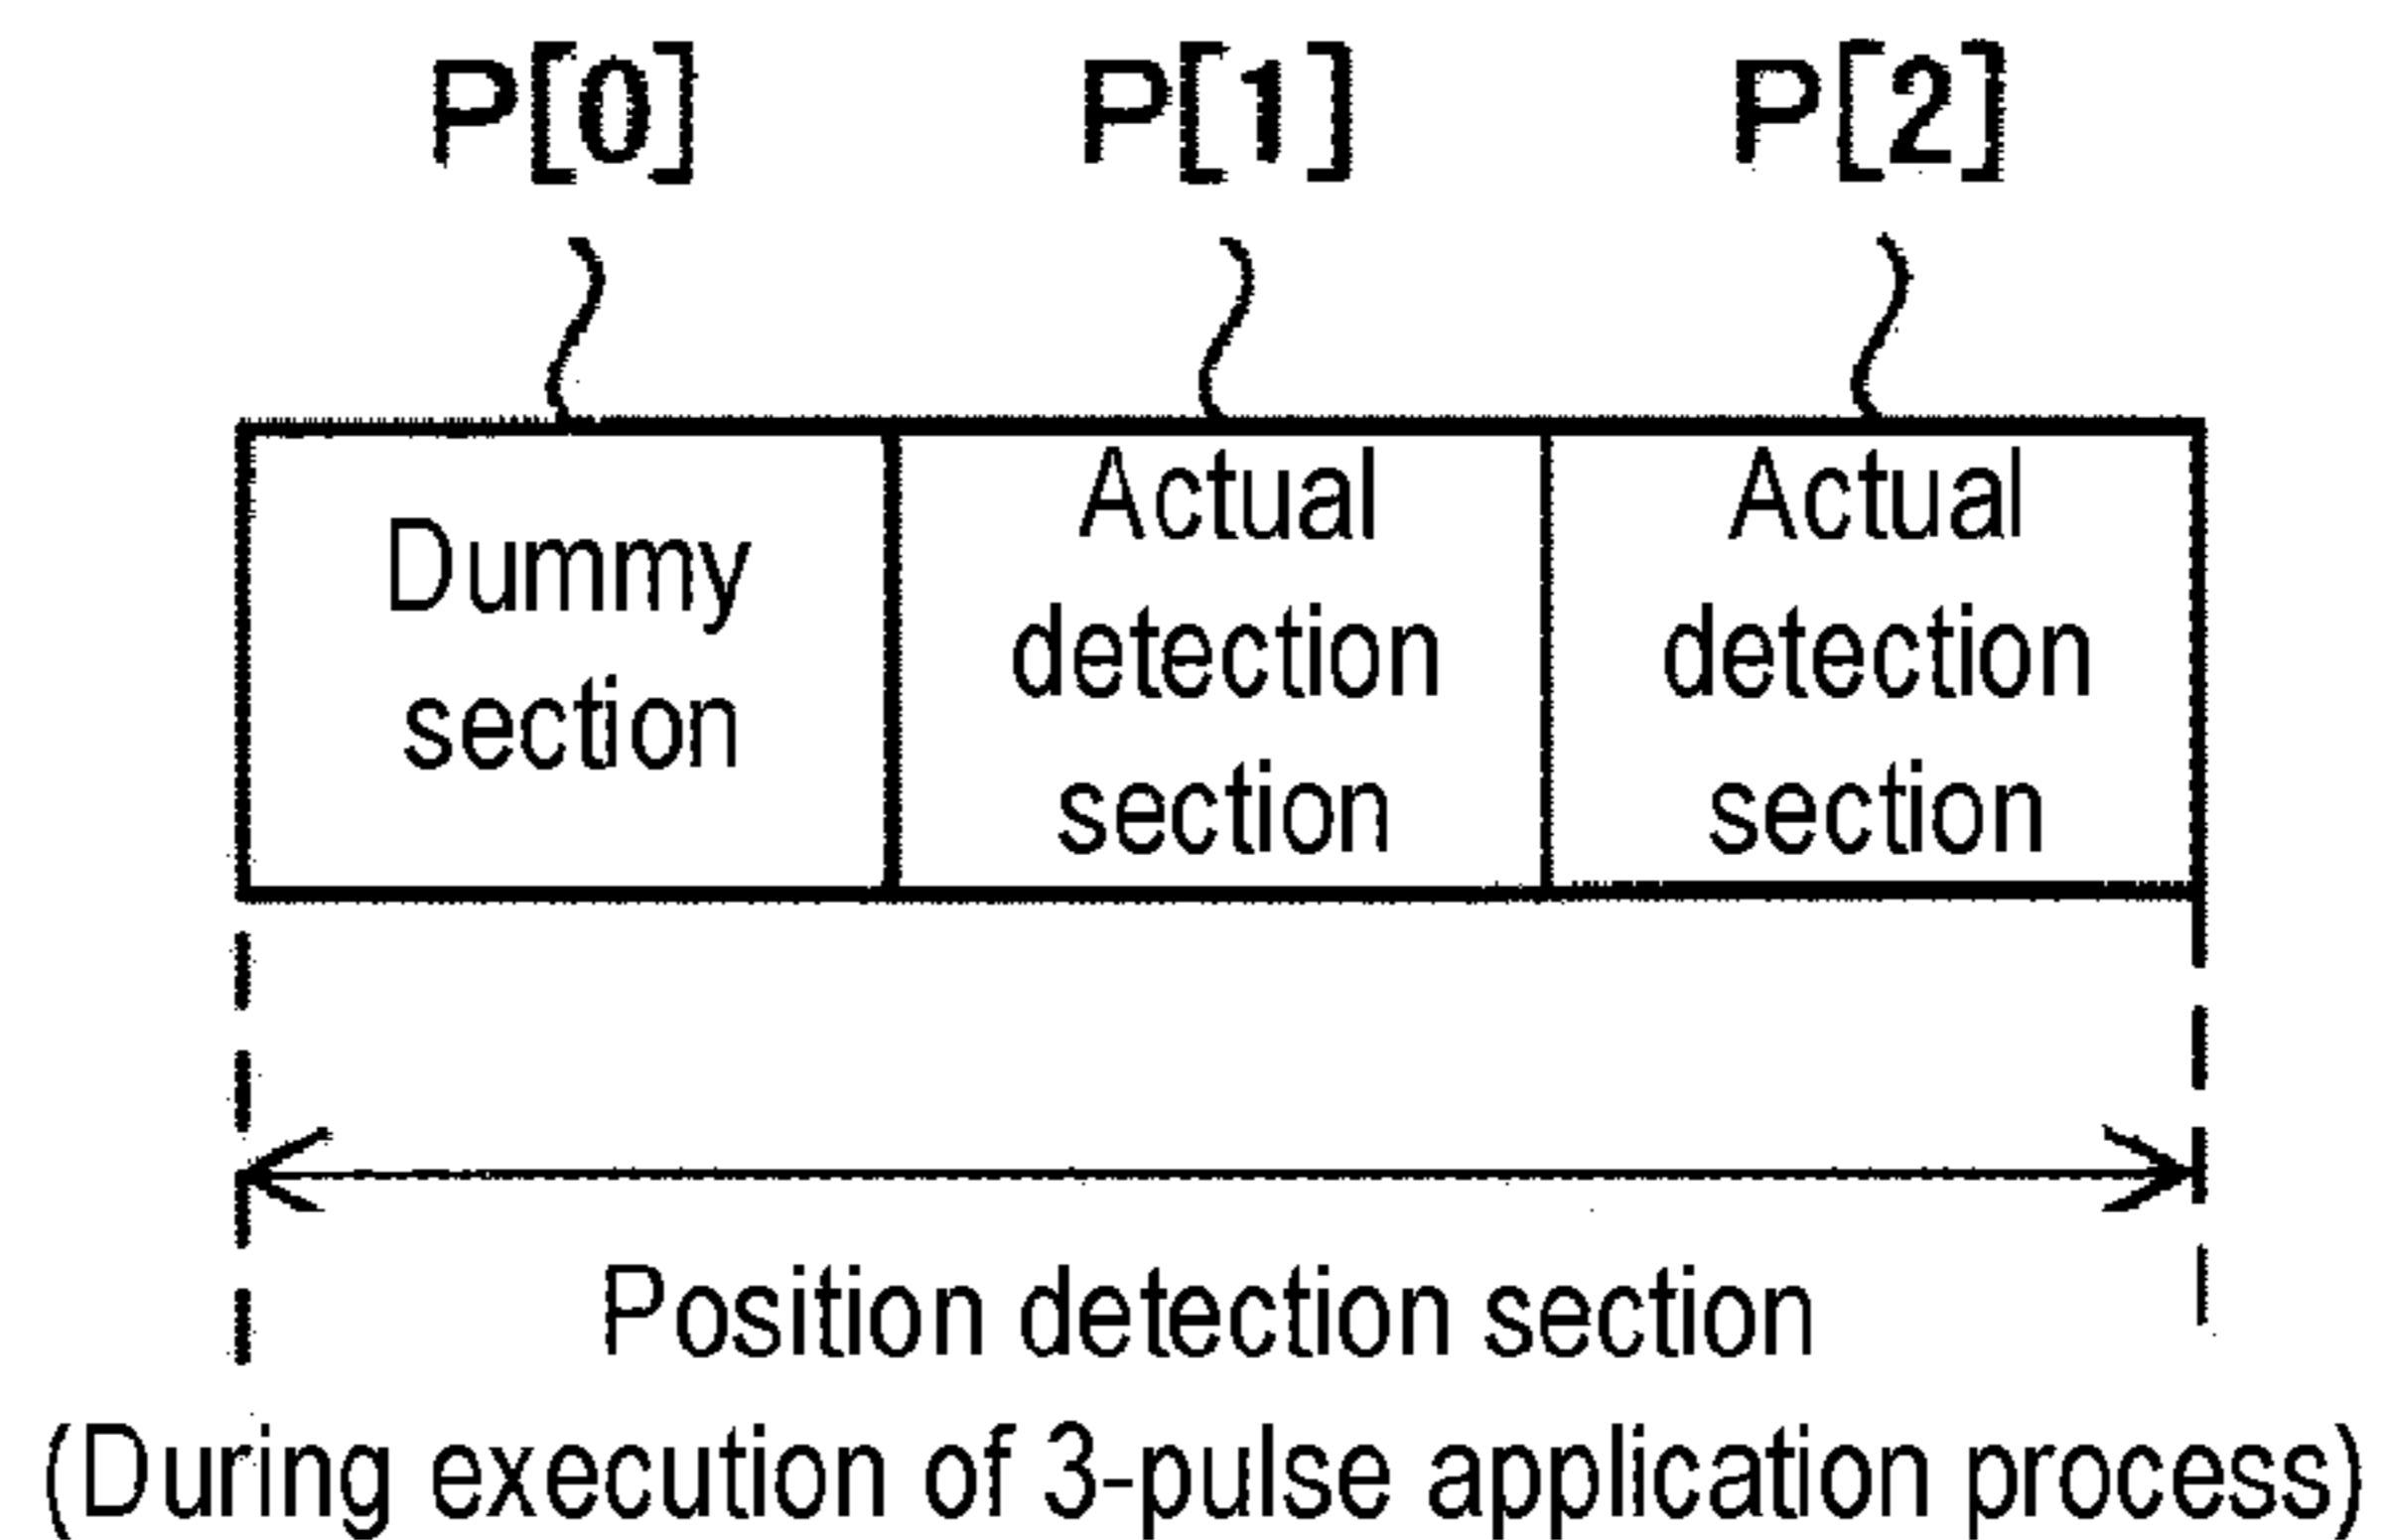 P[0] P[1] P[2]
Dummy
section
Actual
detection
section
Actual
detection
section
Position detection section
(During execution of 3-pulse application process)